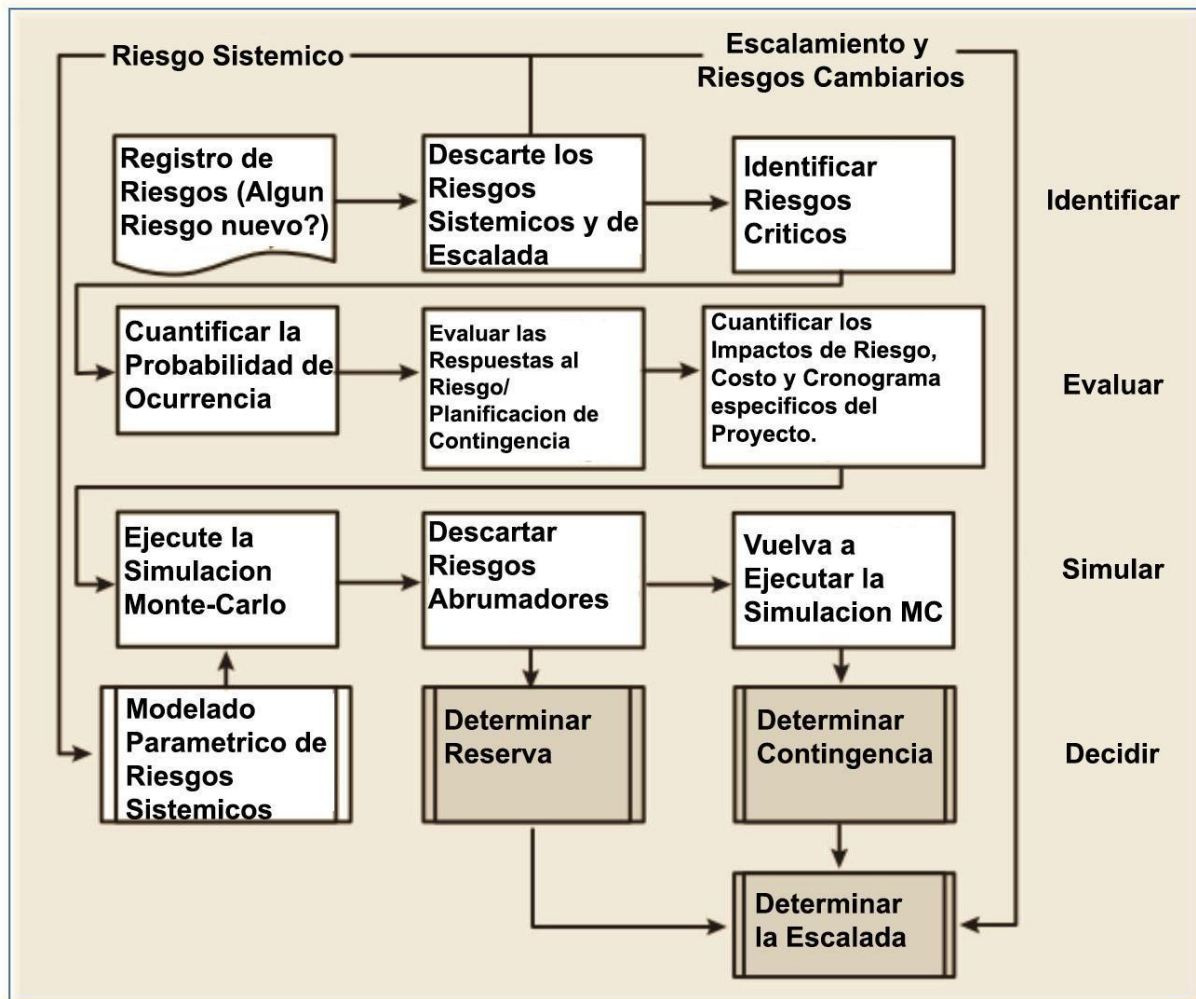 Riesgo Sistemico
Escalamiento y
Riesgos Cambiarios
Registro de
Riesgos (Algun
Riesgo nuevo?)
Descarte los
Riesgos
Sistemicos y de
Escalada
Identificar
Riesgos
Criticos
Identificar
Cuantificar la
Probabilidad de
Ocurrencia
Evaluar las
Respuestas al
Riesgo/
Planificacion de
Contingencia
Cuantificar los
Impactos de Riesgo,
Costo y Cronograma
especificos del
Proyecto.
Evaluar
Ejecute la
Simulacion
Monte-Carlo
Descartar
Riesgos
Abrumadores
Vuelva a
Ejecutar la
Simulacion MC
Simular
Modelado
Parametrico de
Riesgos
Sistemicos
Determinar
Reserva
Determinar
Contingencia
Decidir
Determinar
la Escalada